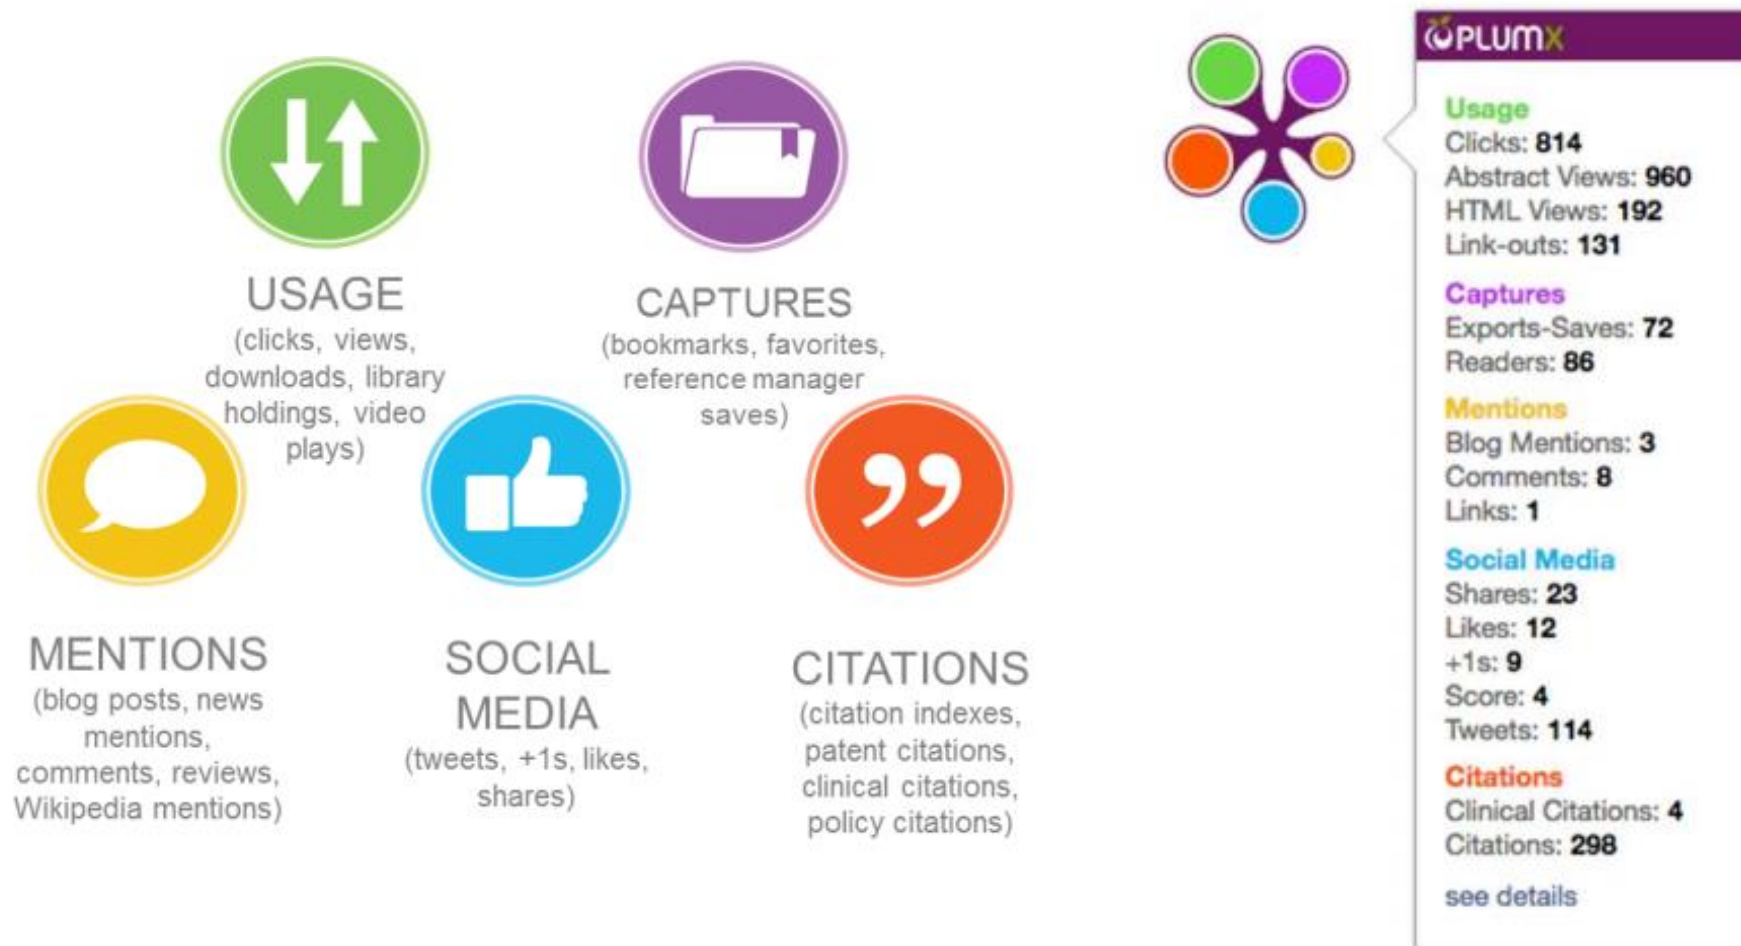 USAGE
(clicks, views,
downloads, library
holdings, video
plays)
CAPTURES
(bookmarks, favorites,
reference manager
saves)
MENTIONS
(blog posts, news
mentions,
comments, reviews,
Wikipedia mentions)
SOCIAL
MEDIA
(tweets, +1s, likes,
shares)
CITATIONS
(citation indexes,
patent citations,
clinical citations,
policy citations)
PLUMX
Usage
Clicks: 814
Abstract Views: 960
HTML Views: 192
Link-outs: 131
Captures
Exports-Saves: 72
Readers: 86
Mentions
Blog Mentions: 3
Comments: 8
Links: 1
Social Media
Shares: 23
Likes: 12
+1s: 9
Score: 4
Tweets: 114
Citations
Clinical Citations: 4
Citations: 298
see details